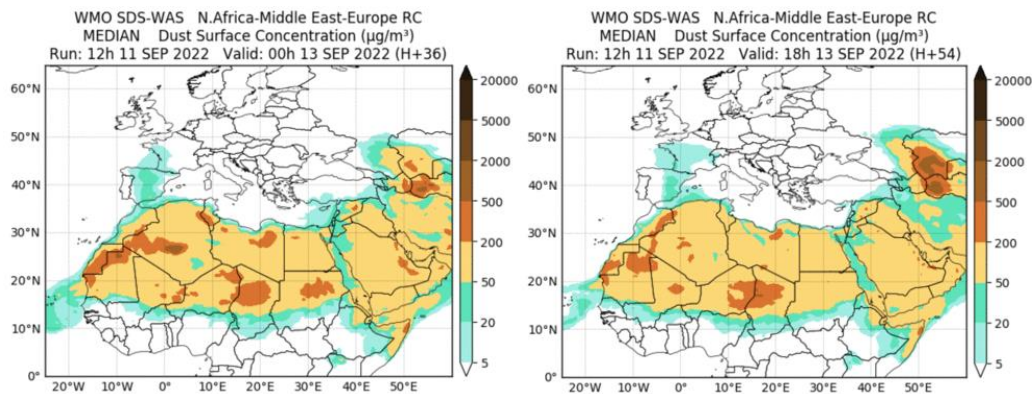 WMO SDS-WAS N.Africa-Middle East-Europe RC
MEDIAN Dust Surface Concentration (µg/m³)
Run: 12h 11 SEP 2022 Valid: 00h 13 SEP 2022 (H+36)
60°N
50°N
40°N
30°N
20°N
10°N
0°
20°W
10°W
0°
10°E
20°E
30°E
40°E
50°E
20000
5000
2000
500
200
50
20
5
WMO SDS-WAS N.Africa-Middle East-Europe RC
MEDIAN Dust Surface Concentration (µg/m³)
Run: 12h 11 SEP 2022 Valid: 18h 13 SEP 2022 (H+54)
60°N
50°N
40°N
30°N
20°N
10°N
0°
20°W
10°W
0°
10°E
20°E
30°E
40°E
50°E
20000
5000
2000
500
200
50
20
5